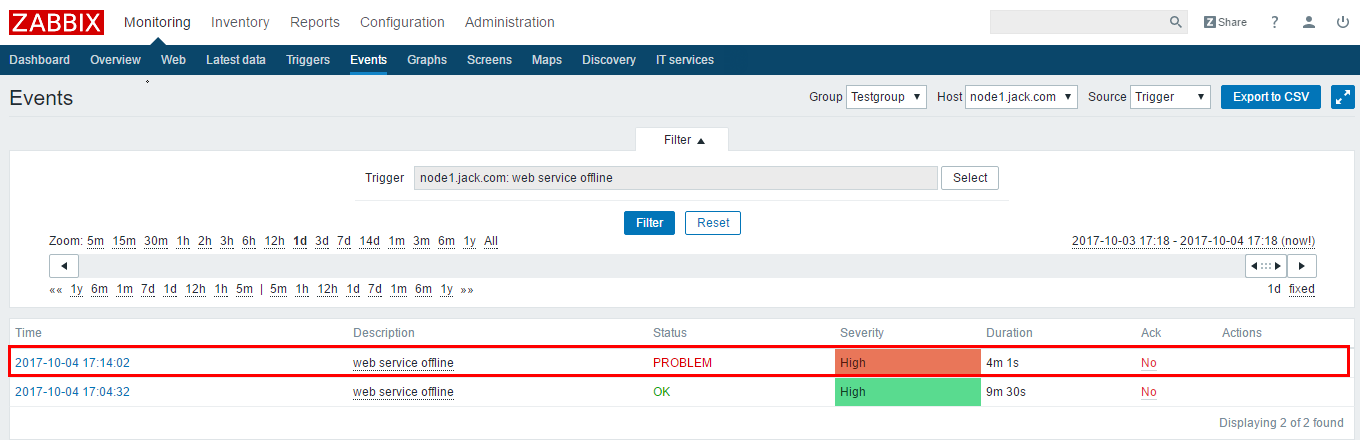 ZABBIX Monitoring Inventory Reports Configuration Administration Z Share ?
Dashboard Overview Web Latest data Triggers Events Graphs Screens Maps Discovery IT services
Events Group Testgroup Host node1.jack.com Source Trigger Export to CSV
Filter
Trigger node1.jack.com: web service offline Select
Filter Reset
Zoom: 5m 15m 30m 1h 2h 3h 6h 12h 1d 3d 7d 14d 1m 3m 6m 1y All 2017-10-03 17:18 - 2017-10-04 17:18 (now!)
«« 1y 6m 1m 7d 1d 12h 1h 5m | 5m 1h 12h 1d 7d 1m 6m 1y »» 1d fixed
Time Description Status Severity Duration Ack Actions
2017-10-04 17:14:02 web service offline PROBLEM High 4m 1s No
2017-10-04 17:04:32 web service offline OK High 9m 30s No
Displaying 2 of 2 found